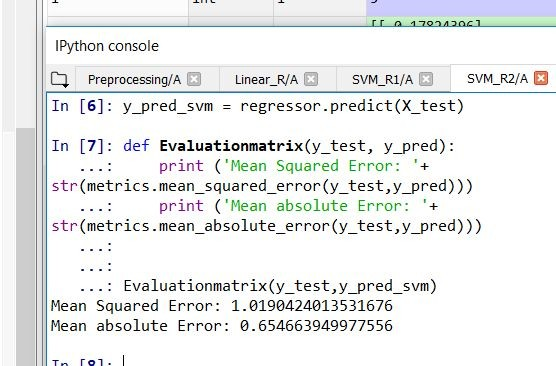 int
[[ 0.17824396]
IPython console
Preprocessing/A
Linear_R/A
SVM_R1/A
SVM_R2/A
In [6]: y_pred_svm = regressor.predict(X_test)
In [7]: def Evaluationmatrix(y_test, y_pred):
...:     print ('Mean Squared Error: '+
str(metrics.mean_squared_error(y_test,y_pred)))
...:     print ('Mean absolute Error: '+
str(metrics.mean_absolute_error(y_test,y_pred)))
...:
...:
...: Evaluationmatrix(y_test,y_pred_svm)
Mean Squared Error: 1.0190424013531676
Mean absolute Error: 0.654663949977556
In [8]: